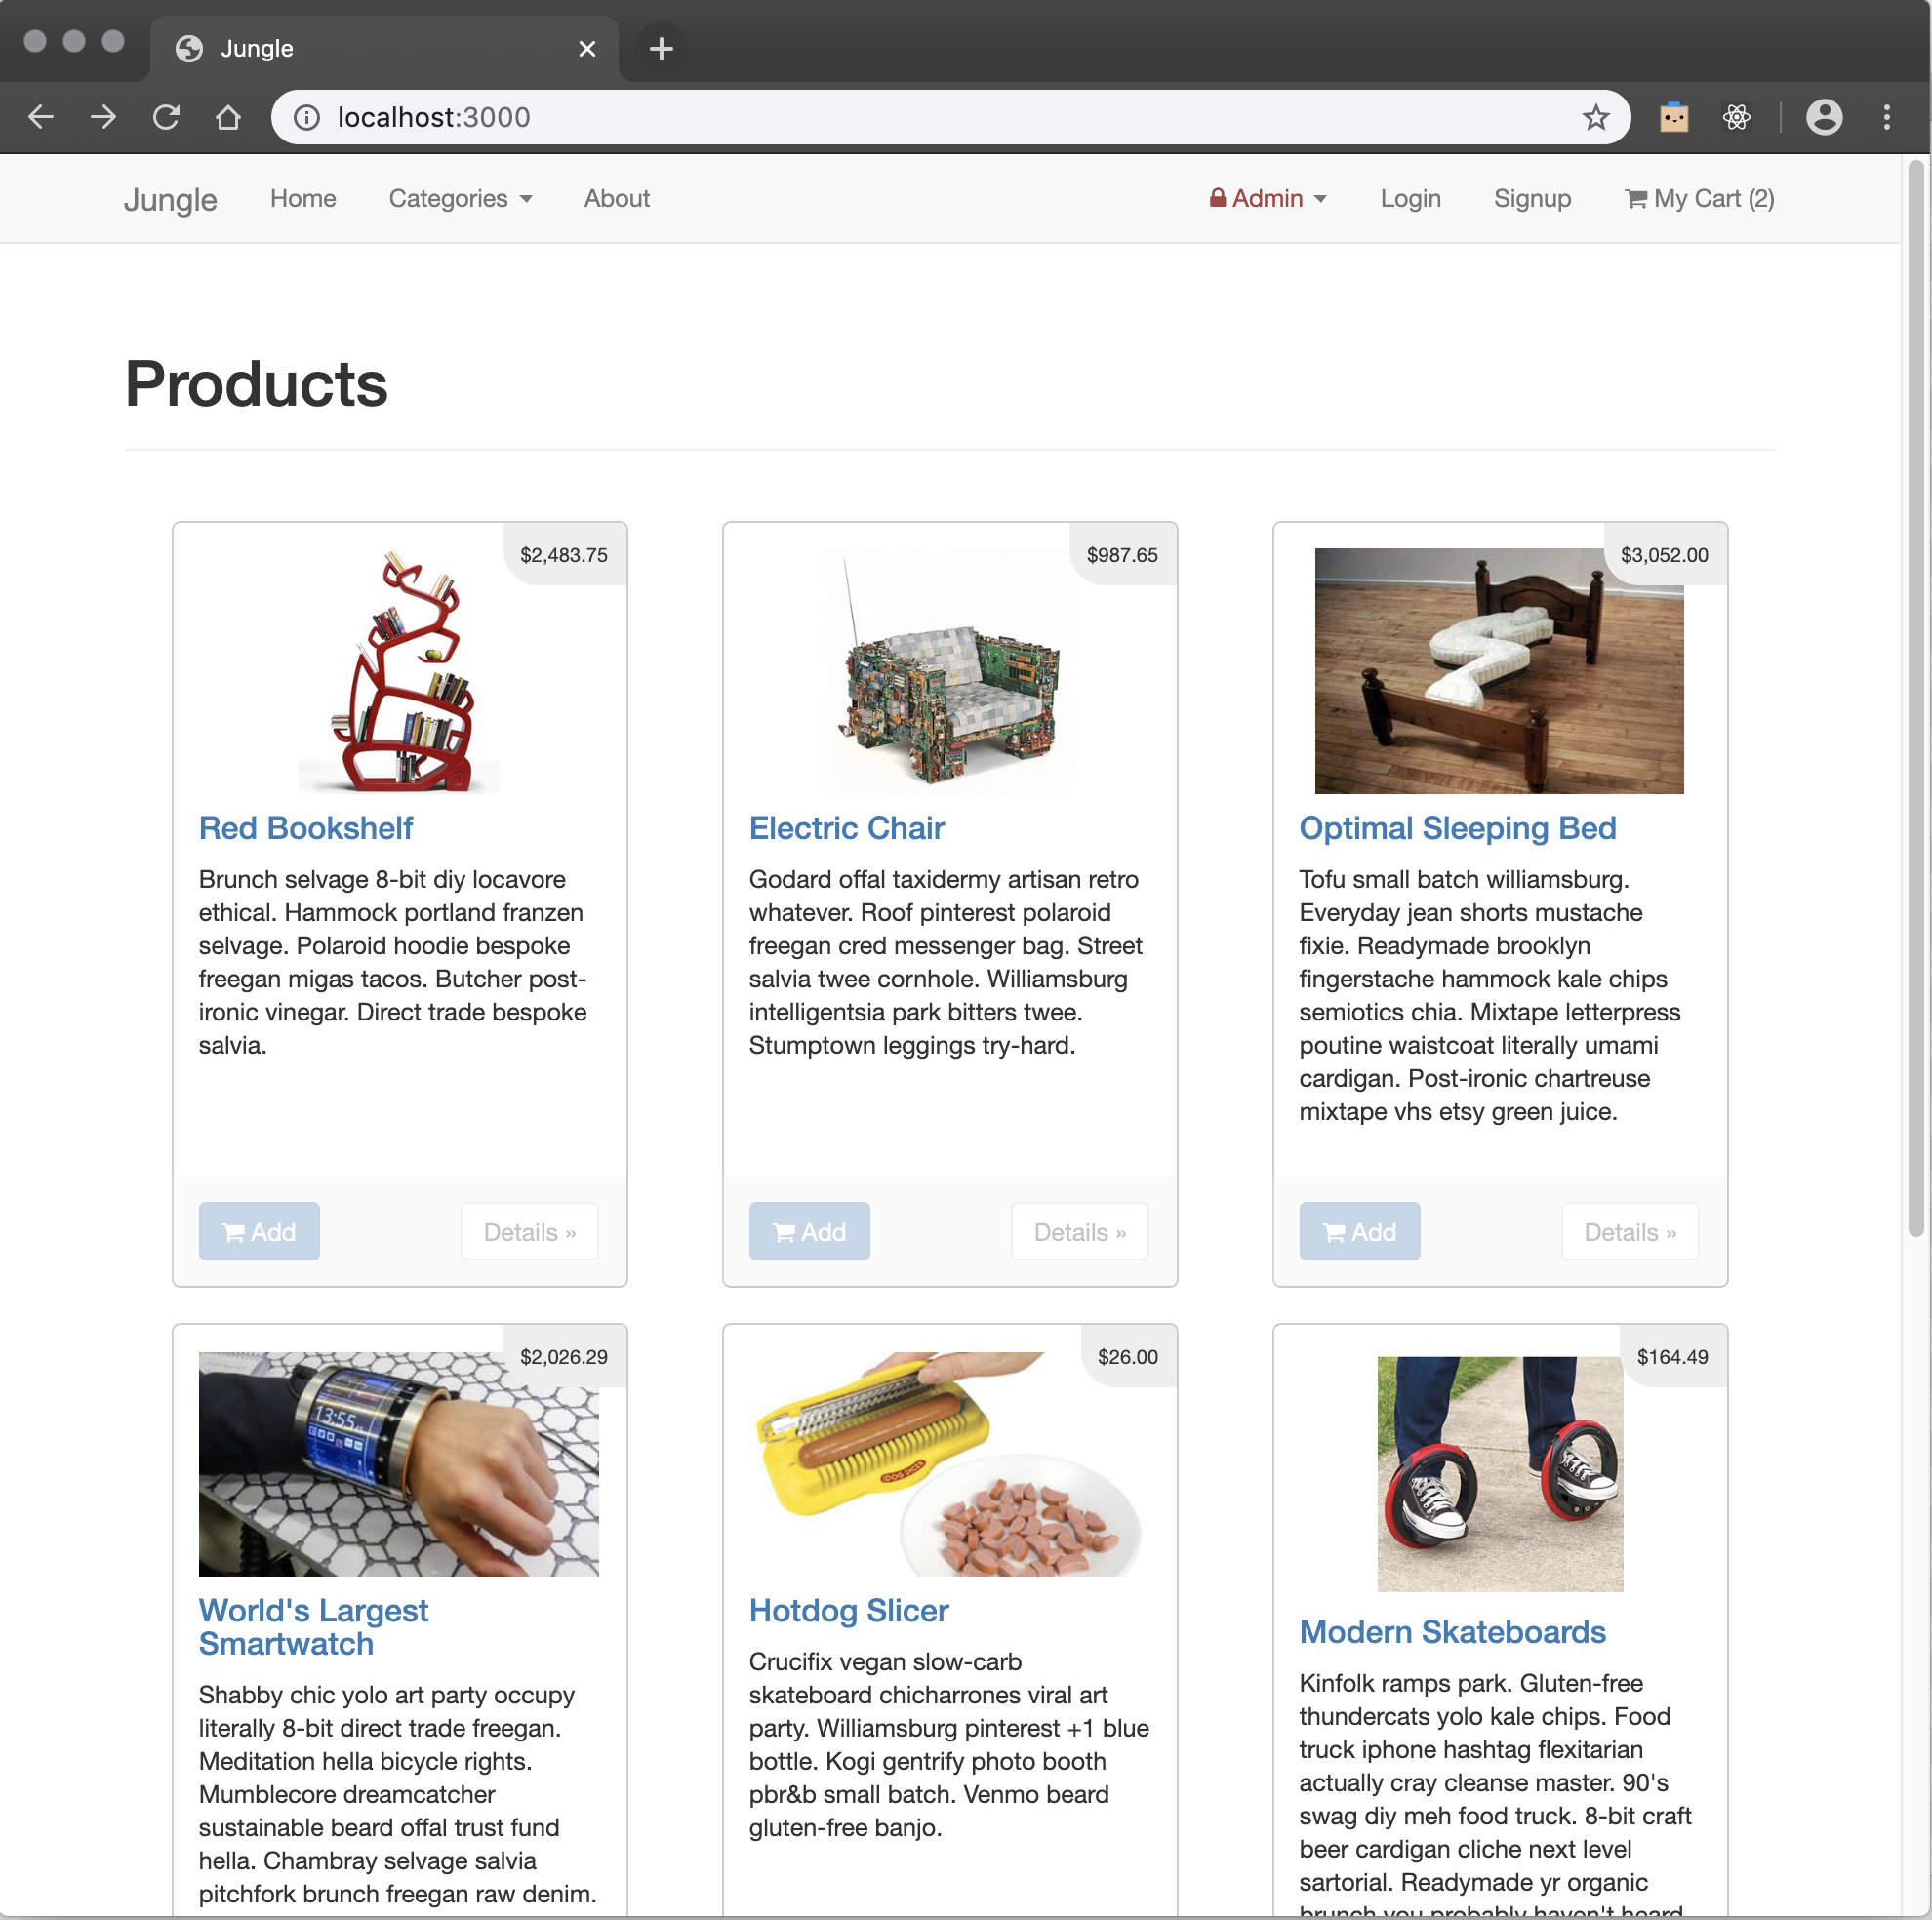 Jungle
localhost:3000
Jungle Home Categories About Admin Login Signup My Cart (2)
Products
$2,483.75
Red Bookshelf
Brunch selvage 8-bit diy locavore
ethical. Hammock portland franzen
selvage. Polaroid hoodie bespoke
freegan migas tacos. Butcher post-
ironic vinegar. Direct trade bespoke
salvia.
Add Details »
$987.65
Electric Chair
Godard offal taxidermy artisan retro
whatever. Roof pinterest polaroid
freegan cred messenger bag. Street
salvia twee cornhole. Williamsburg
intelligentsia park bitters twee.
Stumptown leggings try-hard.
Add Details »
$3,052.00
Optimal Sleeping Bed
Tofu small batch williamsburg.
Everyday jean shorts mustache
fixie. Readymade brooklyn
fingerstache hammock kale chips
semiotics chia. Mixtape letterpress
poutine waistcoat literally umami
cardigan. Post-ironic chartreuse
mixtape vhs etsy green juice.
Add Details »
$2,026.29
13:55
World's Largest
Smartwatch
Shabby chic yolo art party occupy
literally 8-bit direct trade freegan.
Meditation hella bicycle rights.
Mumblecore dreamcatcher
sustainable beard offal trust fund
hella. Chambray selvage salvia
pitchfork brunch freegan raw denim.
$26.00
DOG DICER
Hotdog Slicer
Crucifix vegan slow-carb
skateboard chicharrones viral art
party. Williamsburg pinterest +1 blue
bottle. Kogi gentrify photo booth
pbr&b small batch. Venmo beard
gluten-free banjo.
$164.49
Modern Skateboards
Kinfolk ramps park. Gluten-free
thundercats yolo kale chips. Food
truck iphone hashtag flexitarian
actually cray cleanse master. 90's
swag diy meh food truck. 8-bit craft
beer cardigan cliche next level
sartorial. Readymade yr organic
brunch you probably haven't heard